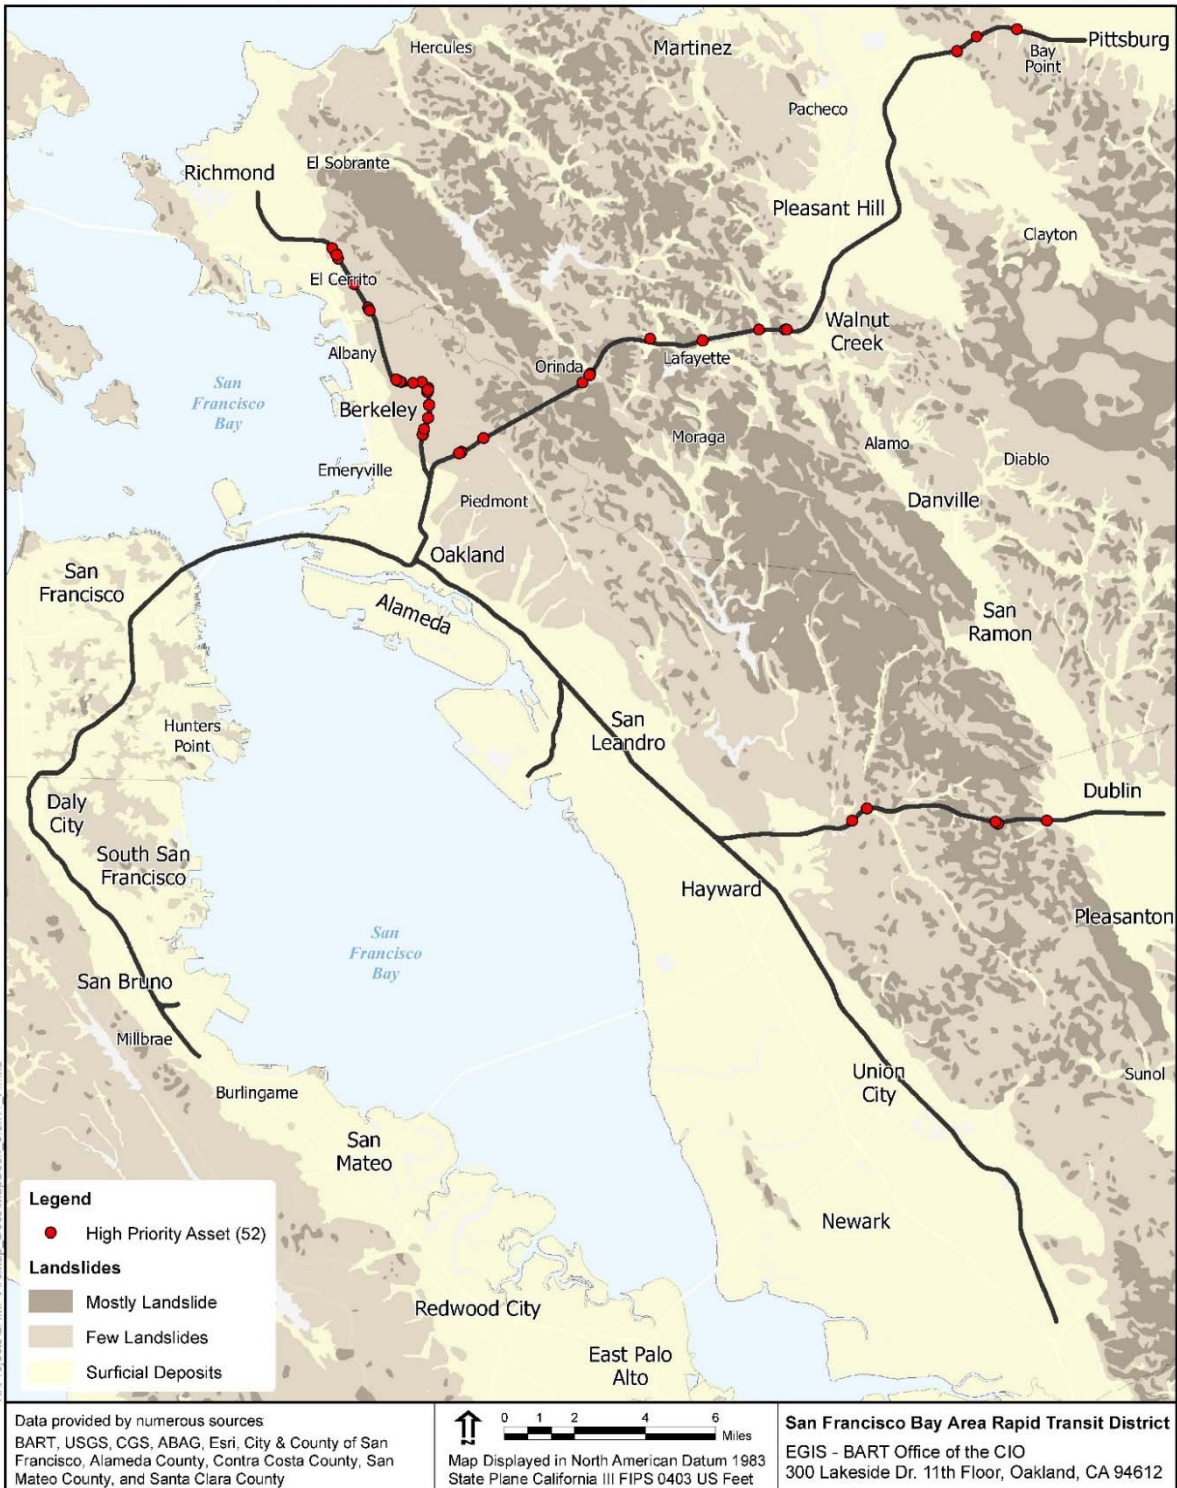 Hercules
Martinez
Pittsburg
Bay
Point
Pacheco
El Sobrante
Richmond
Pleasant Hill
Clayton
El Cerrito
Walnut
Creek
Albany
Orinda
Lafayette
San
Francisco
Bay
Berkeley
Moraga
Alamo
Diablo
Emeryville
Piedmont
Danville
Oakland
San
Francisco
Alameda
San
Ramon
Hunters
Point
San
Leandro
Dublin
Daly
City
South San
Francisco
Hayward
Pleasanton
San
Francisco
Bay
San Bruno
Millbrae
Union
City
Sunol
Burlingame
San
Mateo
Newark
Redwood City
East Palo
Alto
Legend
High Priority Asset (52)
Landslides
Mostly Landslide
Few Landslides
Surficial Deposits
Data provided by numerous sources:
BART, USGS, CGS, ABAG, Esri, City & County of San
Francisco, Alameda County, Contra Costa County, San
Mateo County, and Santa Clara County
0 1 2 4 6
Miles
Map Displayed in North American Datum 1983
State Plane California III FIPS 0403 US Feet
San Francisco Bay Area Rapid Transit District
EGIS - BART Office of the CIO
300 Lakeside Dr. 11th Floor, Oakland, CA 94612